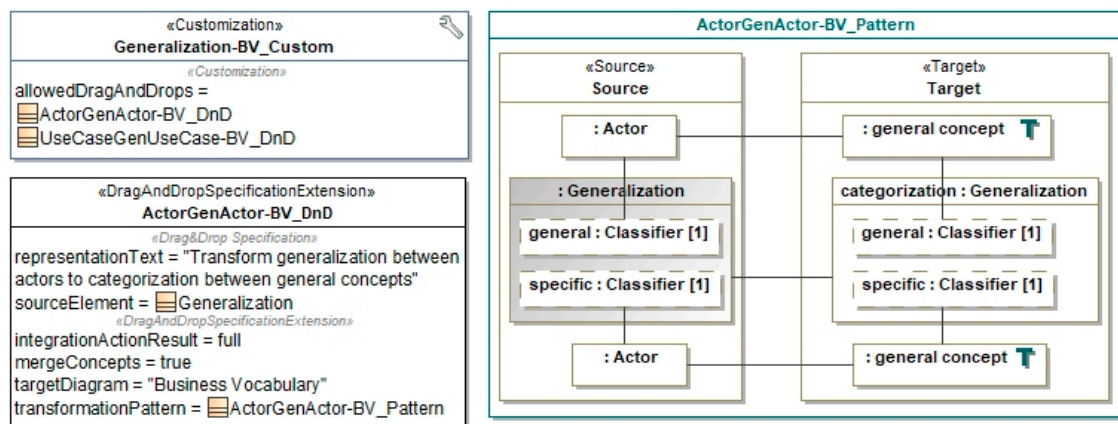 «Customization»
Generalization-BV_Custom
«Customization»
allowedDragAndDrops =
ActorGenActor-BV_DnD
UseCaseGenUseCase-BV_DnD
«DragAndDropSpecificationExtension»
ActorGenActor-BV_DnD
«Drag&Drop Specification»
representationText = "Transform generalization between
actors to categorization between general concepts"
sourceElement = Generalization
«DragAndDropSpecificationExtension»
integrationActionResult = full
mergeConcepts = true
targetDiagram = "Business Vocabulary"
transformationPattern = ActorGenActor-BV_Pattern
ActorGenActor-BV_Pattern
«Source»
Source
: Actor
: Generalization
general : Classifier [1]
specific : Classifier [1]
: Actor
«Target»
Target
: general concept
categorization : Generalization
general : Classifier [1]
specific : Classifier [1]
: general concept